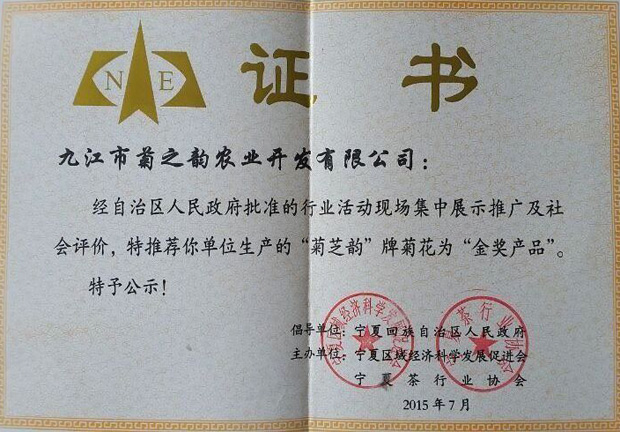 N E
证书
九江市菊之韵农业开发有限公司：
经自治区人民政府批准的行业活动现场集中展示推广及社
会评价，特推荐你单位生产的“菊芝韵”牌菊花为“金奖产品”。
特予公示！
倡导单位：宁夏回族自治区人民政府
主办单位：宁夏区域经济科学发展促进会
宁夏茶行业协会
2015年7月